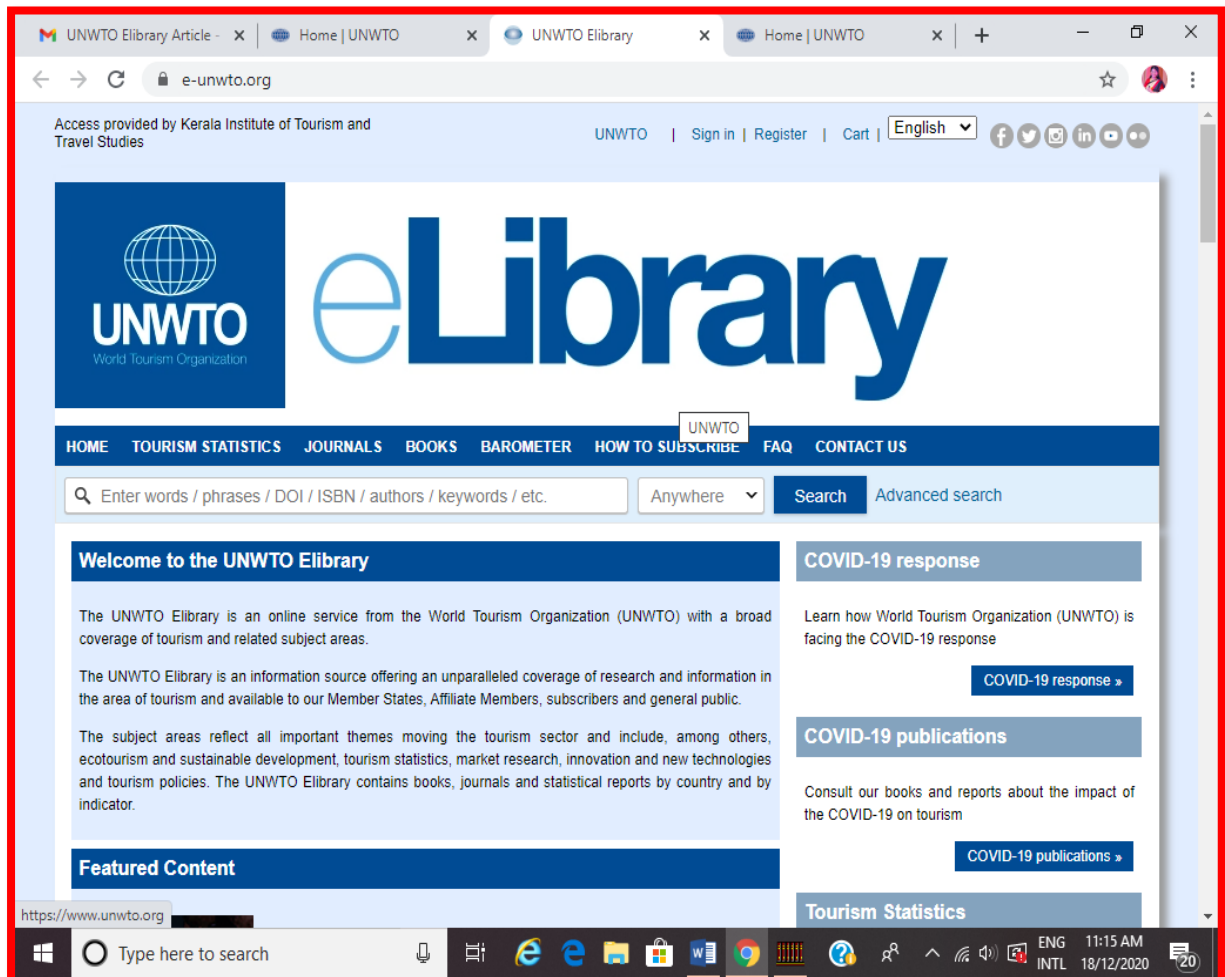 UNWTO Elibrary Article -
Home | UNWTO
UNWTO Elibrary
Home | UNWTO
e-unwto.org
Access provided by Kerala Institute of Tourism and
Travel Studies
UNWTO | Sign in | Register | Cart | English
UNWTO
World Tourism Organization
eLibrary
UNWTO
HOME TOURISM STATISTICS JOURNALS BOOKS BAROMETER HOW TO SUBSCRIBE FAQ CONTACT US
Enter words / phrases / DOI / ISBN / authors / keywords / etc. Anywhere Search Advanced search
Welcome to the UNWTO Elibrary
The UNWTO Elibrary is an online service from the World Tourism Organization (UNWTO) with a broad
coverage of tourism and related subject areas.
The UNWTO Elibrary is an information source offering an unparalleled coverage of research and information in
the area of tourism and available to our Member States, Affiliate Members, subscribers and general public.
The subject areas reflect all important themes moving the tourism sector and include, among others,
ecotourism and sustainable development, tourism statistics, market research, innovation and new technologies
and tourism policies. The UNWTO Elibrary contains books, journals and statistical reports by country and by
indicator.
Featured Content
COVID-19 response
Learn how World Tourism Organization (UNWTO) is
facing the COVID-19 response
COVID-19 response »
COVID-19 publications
Consult our books and reports about the impact of
the COVID-19 on tourism
COVID-19 publications »
Tourism Statistics
https://www.unwto.org
Type here to search
ENG
INTL
11:15 AM
18/12/2020
20